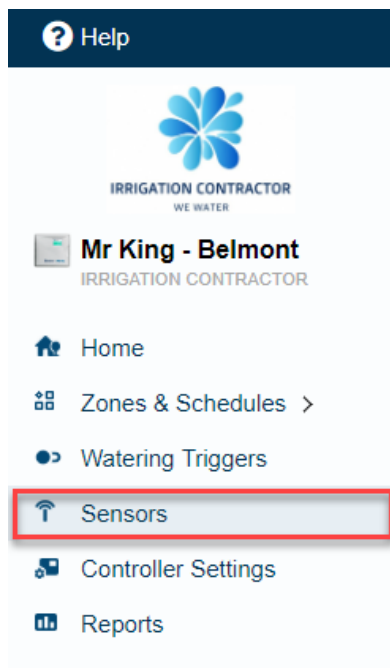 Help
IRRIGATION CONTRACTOR
WE WATER
Mr King - Belmont
IRRIGATION CONTRACTOR
Home
Zones & Schedules >
Watering Triggers
Sensors
Controller Settings
Reports